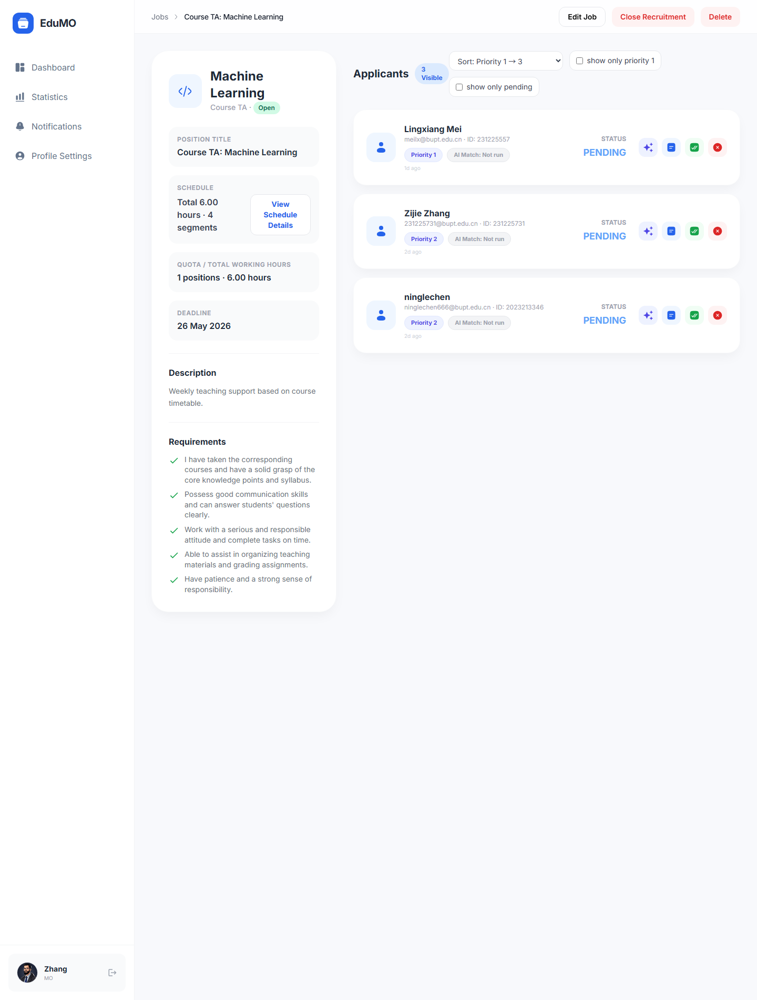 EduMO
Dashboard
Statistics
Notifications
Profile Settings
Zhang
MO
Jobs
Course TA: Machine Learning
Edit Job
Close Recruitment
Delete
Machine
Learning
Course TA ·
Open
POSITION TITLE
Course TA: Machine Learning
SCHEDULE
Total 6.00
hours · 4
segments
View
Schedule
Details
QUOTA / TOTAL WORKING HOURS
1 positions · 6.00 hours
DEADLINE
26 May 2026
Description
Weekly teaching support based on course
timetable.
Requirements
I have taken the corresponding
courses and have a solid grasp of the
core knowledge points and syllabus.
Possess good communication skills
and can answer students' questions
clearly.
Work with a serious and responsible
attitude and complete tasks on time.
Able to assist in organizing teaching
materials and grading assignments.
Have patience and a strong sense of
responsibility.
Applicants
3
Visible
Sort: Priority 1 → 3
show only priority 1
show only pending
Lingxiang Mei
meilx@bupt.edu.cn · ID: 231225557
Priority 1
AI Match: Not run
1d ago
STATUS
PENDING
Zijie Zhang
231225731@bupt.edu.cn · ID: 231225731
Priority 2
AI Match: Not run
2d ago
STATUS
PENDING
ninglechen
ninglechen666@bupt.edu.cn · ID: 2023213346
Priority 2
AI Match: Not run
2d ago
STATUS
PENDING